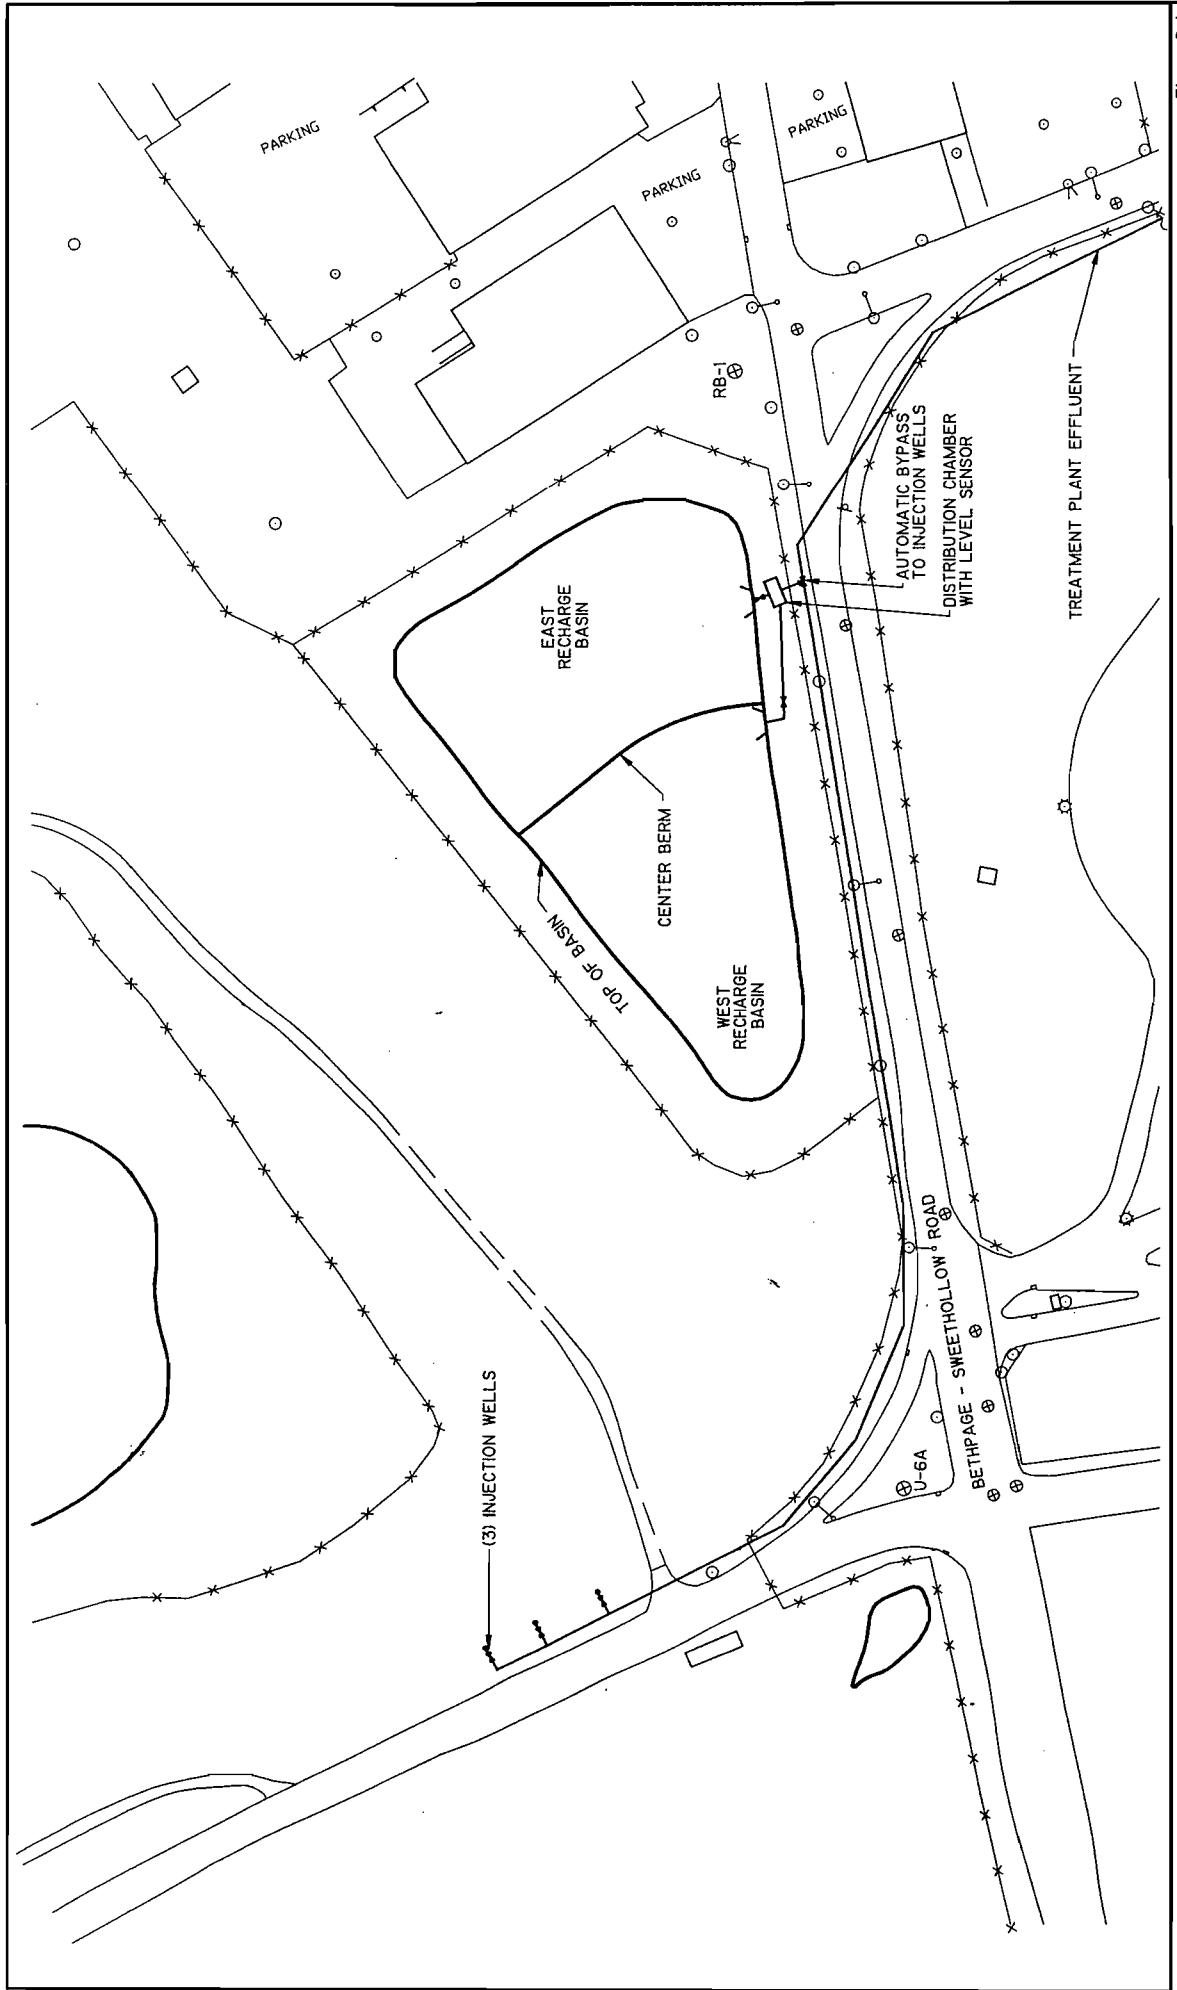 PARKING
PARKING
PARKING
RB-1
EAST
RECHARGE
BASIN
AUTOMATIC BYPASS
TO INJECTION WELLS
DISTRIBUTION CHAMBER
WITH LEVEL SENSOR
TREATMENT PLANT EFFLUENT
CENTER BERM
TOP OF BASIN
WEST
RECHARGE
BASIN
BETHPAGE - SWEETHOLLOW ROAD
U-6A
(3) INJECTION WELLS